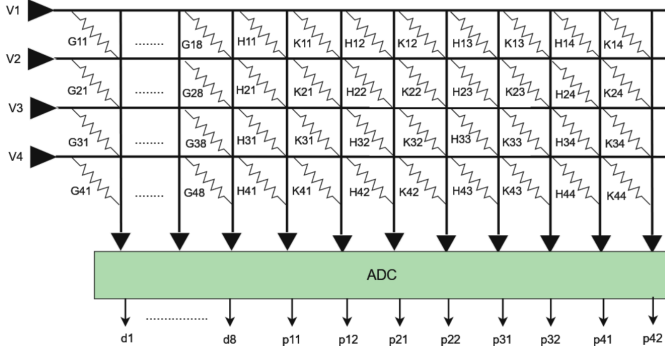 V1
G11 ........ G18 H11 K11 H12 K12 H13 K13 H14 K14
V2
G21 ........ G28 H21 K21 H22 K22 H23 K23 H24 K24
V3
G31 ........ G38 H31 K31 H32 K32 H33 K33 H34 K34
V4
G41 ........ G48 H41 K41 H42 K42 H43 K43 H44 K44
ADC
d1 ................ d8 p11 p12 p21 p22 p31 p32 p41 p42